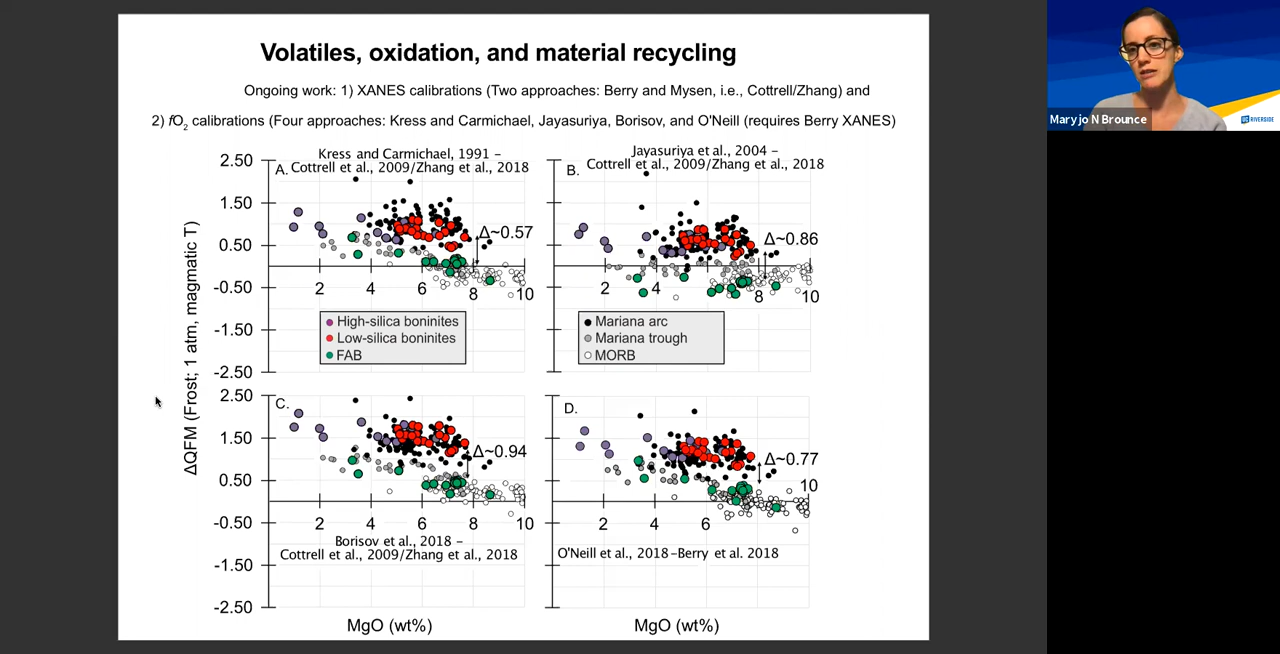 Volatiles, oxidation, and material recycling
Ongoing work: 1) XANES calibrations (Two approaches: Berry and Mysen, i.e., Cottrell/Zhang) and
2) fO2 calibrations (Four approaches: Kress and Carmichael, Jayasuriya, Borisov, and O'Neill (requires Berry XANES)
ΔQFM (Frost; 1 atm, magmatic T)
A.
Kress and Carmichael, 1991 –
Cottrell et al., 2009/Zhang et al., 2018
2.50
1.50
0.50
-0.50
-1.50
-2.50
Δ~0.57
2 4 6 8 10
High-silica boninites
Low-silica boninites
FAB
B.
Jayasuriya et al., 2004 –
Cottrell et al., 2009/Zhang et al., 2018
Δ~0.86
2 4 8 10
Mariana arc
Mariana trough
MORB
C.
2.50
1.50
0.50
-0.50
-1.50
-2.50
Δ~0.94
2 4 6 8 10
Borisov et al., 2018 –
Cottrell et al., 2009/Zhang et al., 2018
MgO (wt%)
D.
Δ~0.77
10
2 4 6
O'Neill et al., 2018–Berry et al. 2018
MgO (wt%)
Maryjo N Brounce
UC RIVERSIDE